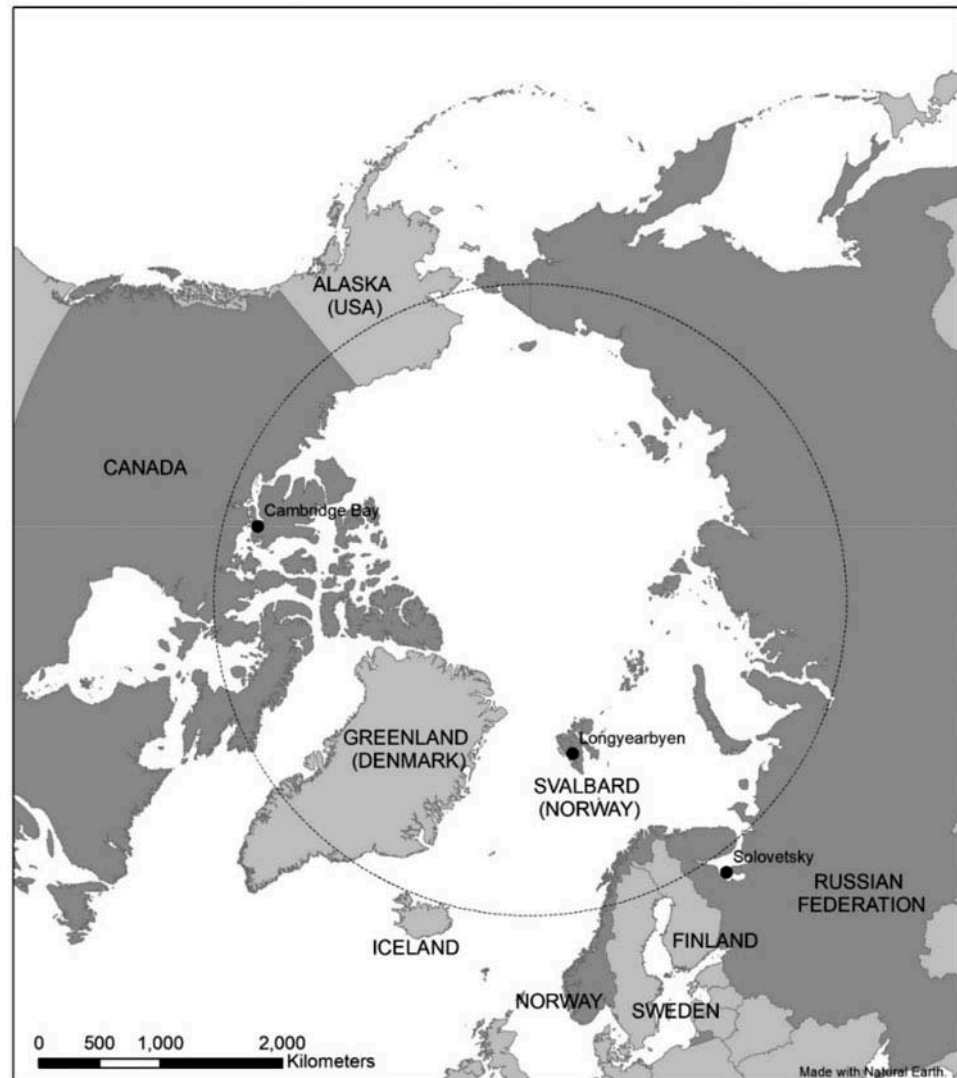 ALASKA
(USA)
CANADA
Cambridge Bay
GREENLAND
(DENMARK)
Longyearbyen
SVALBARD
(NORWAY)
Solovetsky
RUSSIAN
FEDERATION
ICELAND
FINLAND
NORWAY
SWEDEN
0 500 1,000 2,000
Kilometers
Made with Natural Earth.